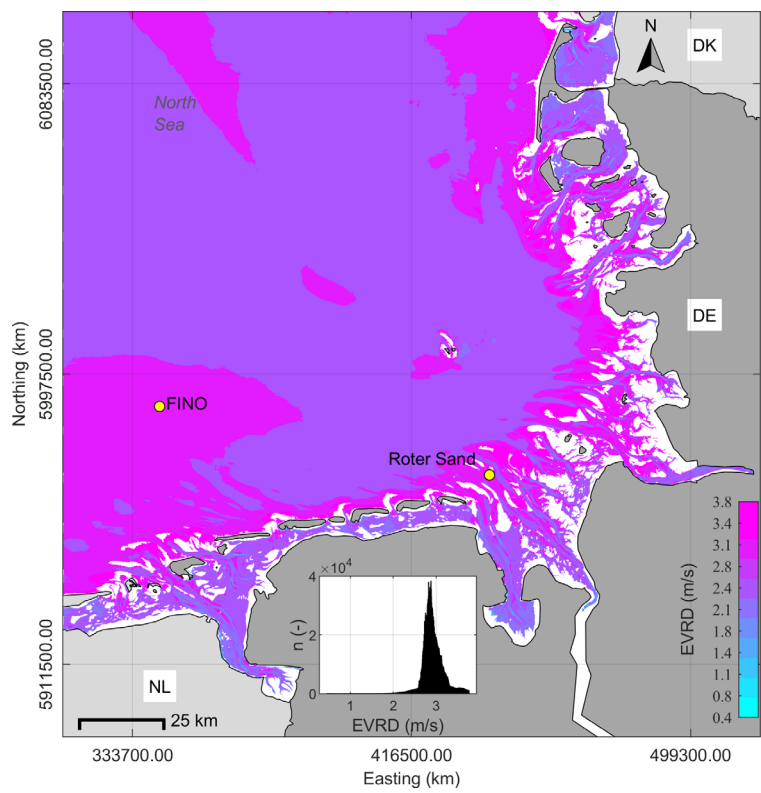 N
DK
North
Sea
6083500.00
DE
Northing (km)
5997500.00
FINO
Roter Sand
3.8
3.4
3.1
2.8
2.4
2.1
1.8
1.4
1.1
0.8
0.4
EVRD (m/s)
4 ×10⁴
2
0
n (-)
1
2
3
EVRD (m/s)
5911500.00
NL
25 km
333700.00
416500.00
499300.00
Easting (km)